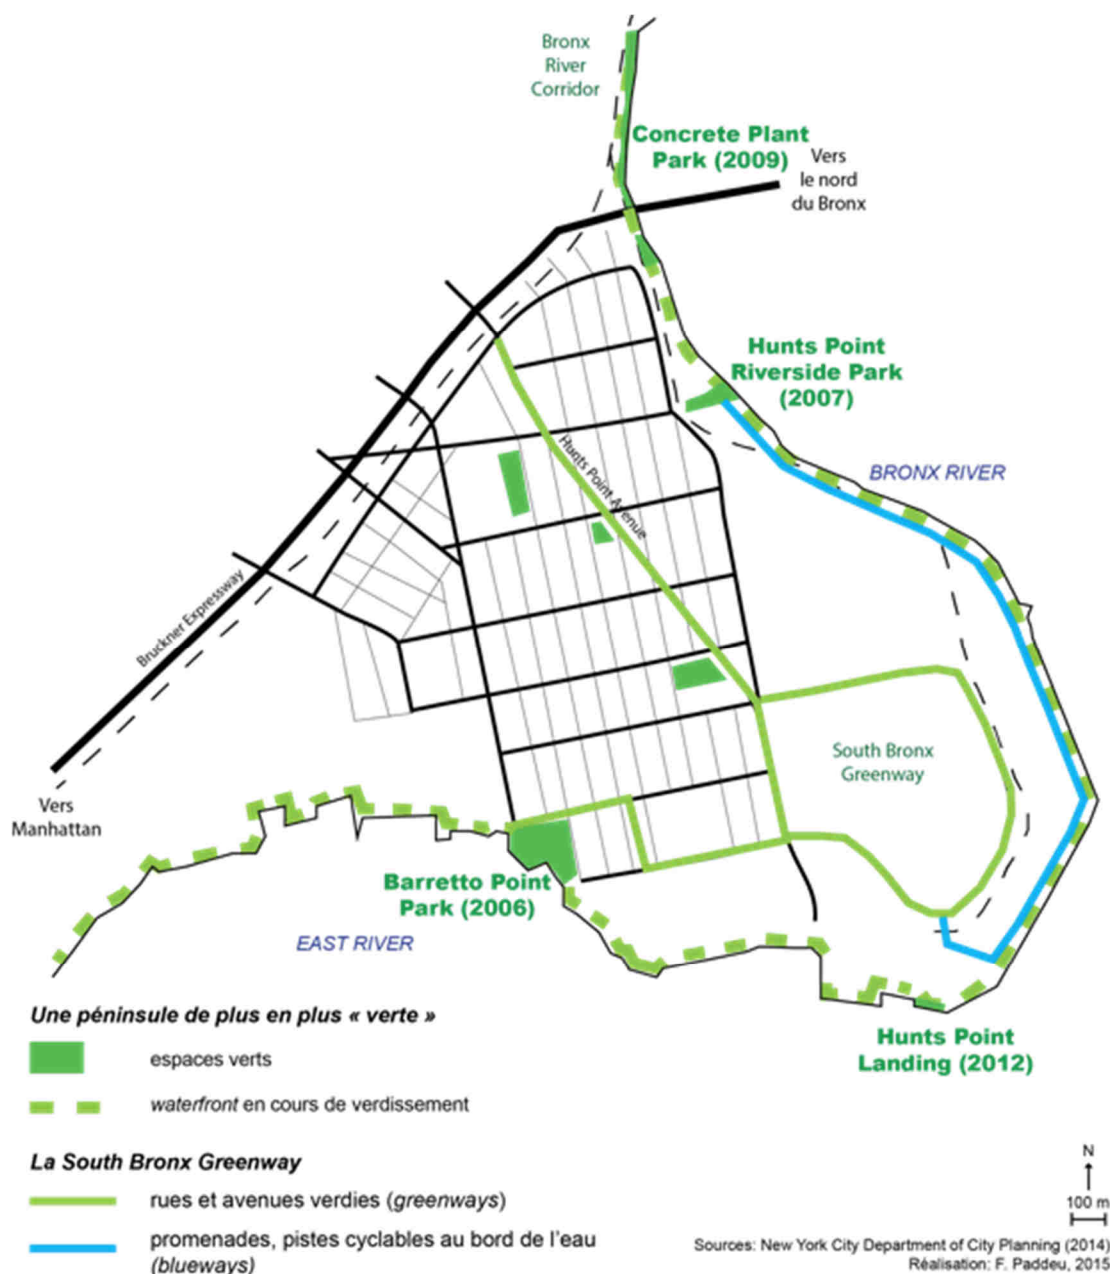 Bronx
River
Corridor
Concrete Plant
Park (2009)
Vers
le nord
du Bronx
Hunts Point
Riverside Park
(2007)
Hunts Point Avenue
BRONX RIVER
Bruckner Expressway
South Bronx
Greenway
Vers
Manhattan
Barretto Point
Park (2006)
EAST RIVER
Hunts Point
Landing (2012)
Une péninsule de plus en plus « verte »
espaces verts
waterfront en cours de verdissement
La South Bronx Greenway
rues et avenues verdies (greenways)
promenades, pistes cyclables au bord de l'eau
(blueways)
N
100 m
Sources: New York City Department of City Planning (2014)
Réalisation: F. Paddeu, 2015